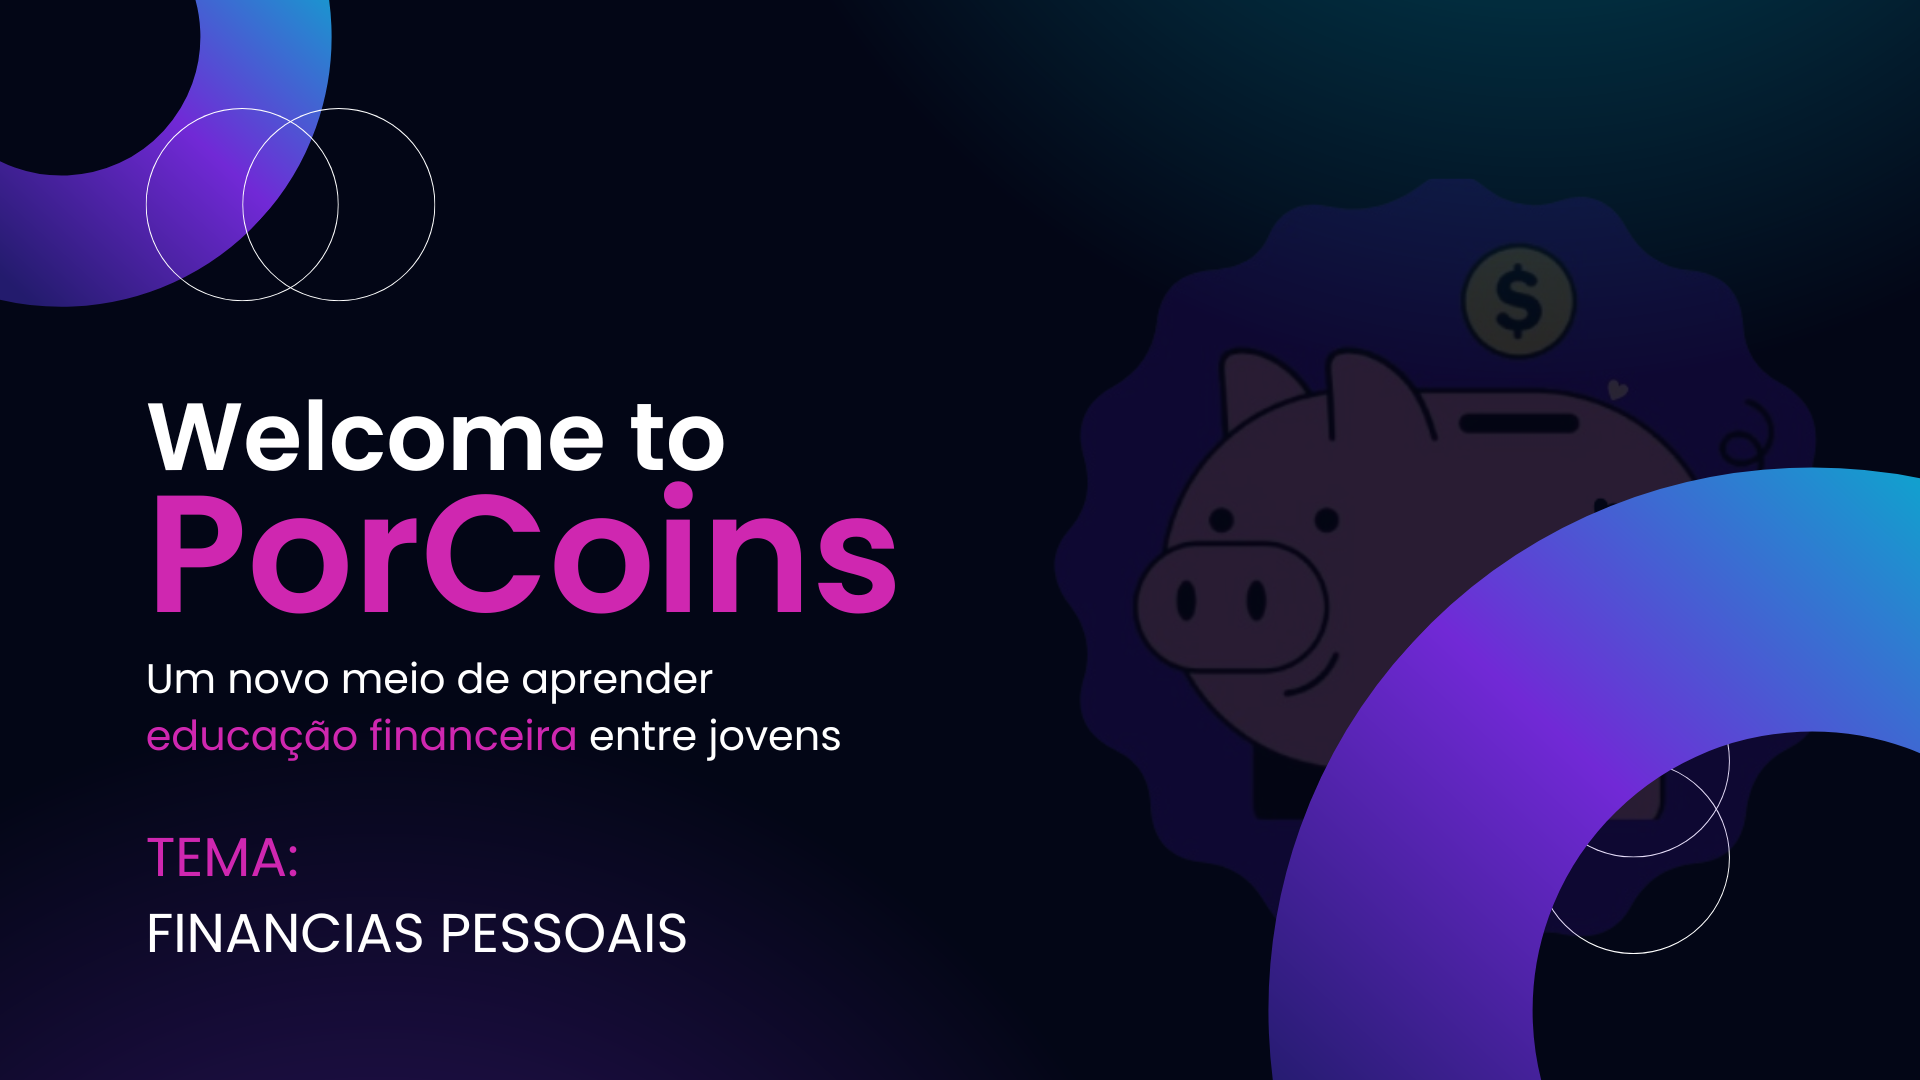 Welcome to
PorCoins
Um novo meio de aprender
educação financeira entre jovens
TEMA:
FINANCIAS PESSOAIS
$